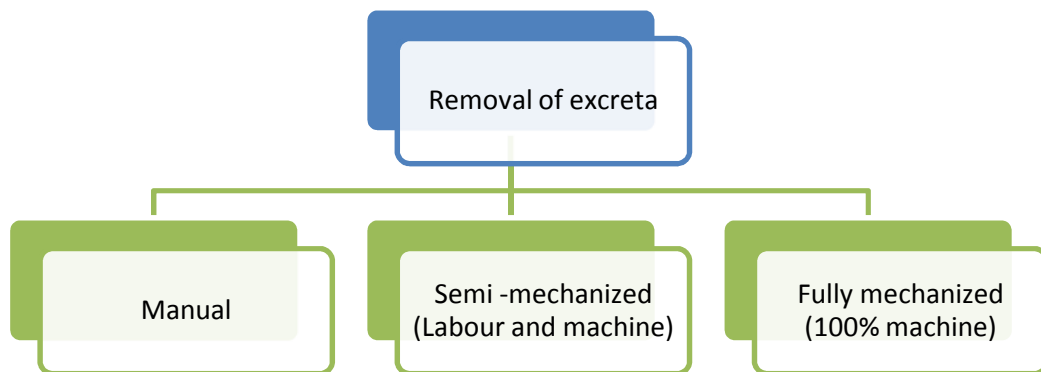 Removal of excreta
Manual
Semi -mechanized
(Labour and machine)
Fully mechanized
(100% machine)